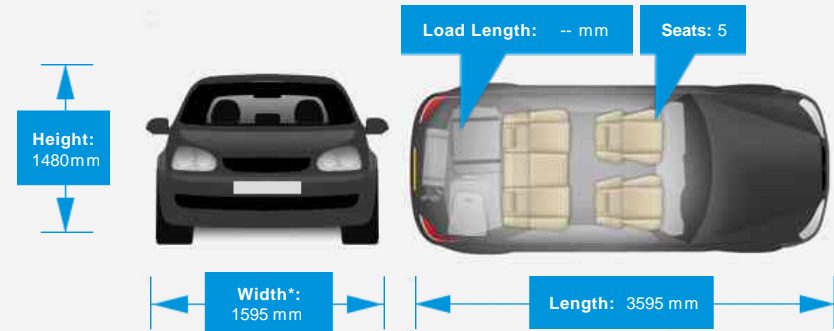 Load Length: -- mm
Seats: 5
Height:
1480mm
Width*:
1595 mm
Length: 3595 mm